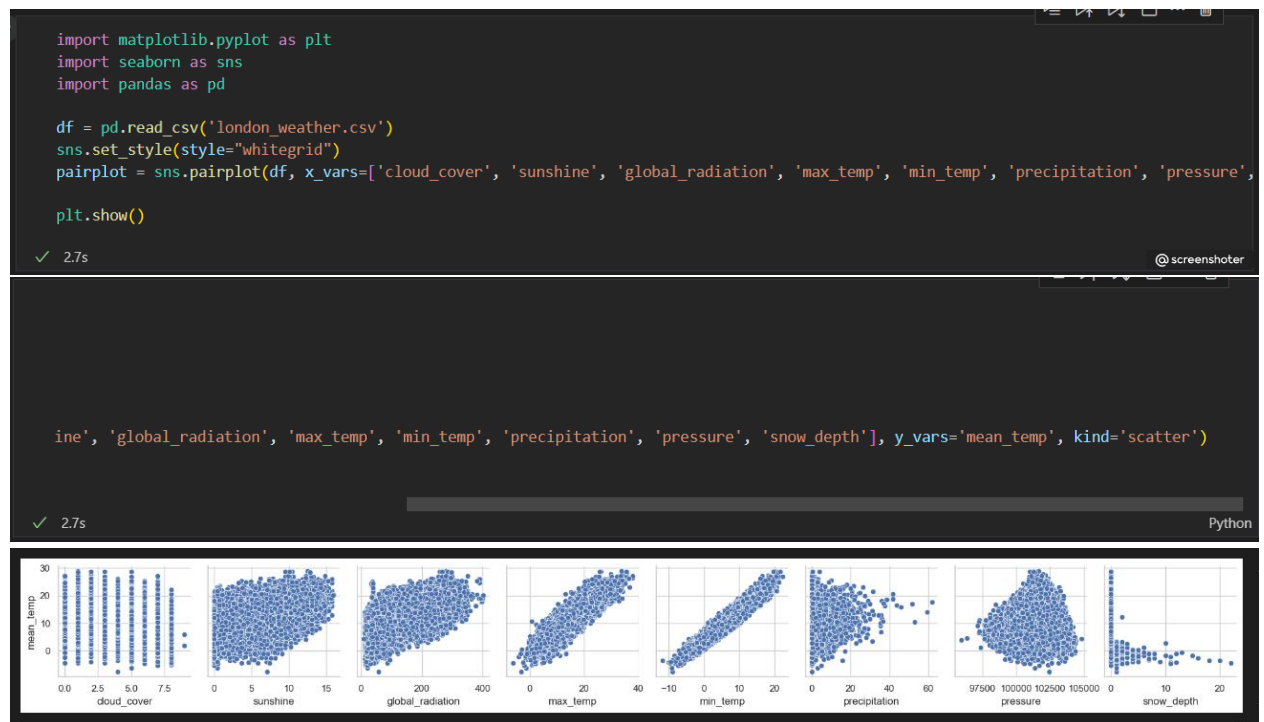 import matplotlib.pyplot as plt
import seaborn as sns
import pandas as pd
df = pd.read_csv('london_weather.csv')
sns.set_style(style="whitegrid")
pairplot = sns.pairplot(df, x_vars=['cloud_cover', 'sunshine', 'global_radiation', 'max_temp', 'min_temp', 'precipitation', 'pressure',
plt.show()
2.7s
@screenshoter
ine', 'global_radiation', 'max_temp', 'min_temp', 'precipitation', 'pressure', 'snow_depth'], y_vars='mean_temp', kind='scatter')
2.7s
Python
30
20
10
0
mean_temp
0.0 2.5 5.0 7.5
cloud_cover
0 5 10 15
sunshine
0 200 400
global_radiation
0 20 40
max_temp
−10 0 10 20
min_temp
0 20 40 60
precipitation
97500 100000 102500 105000
pressure
0 10 20
snow_depth